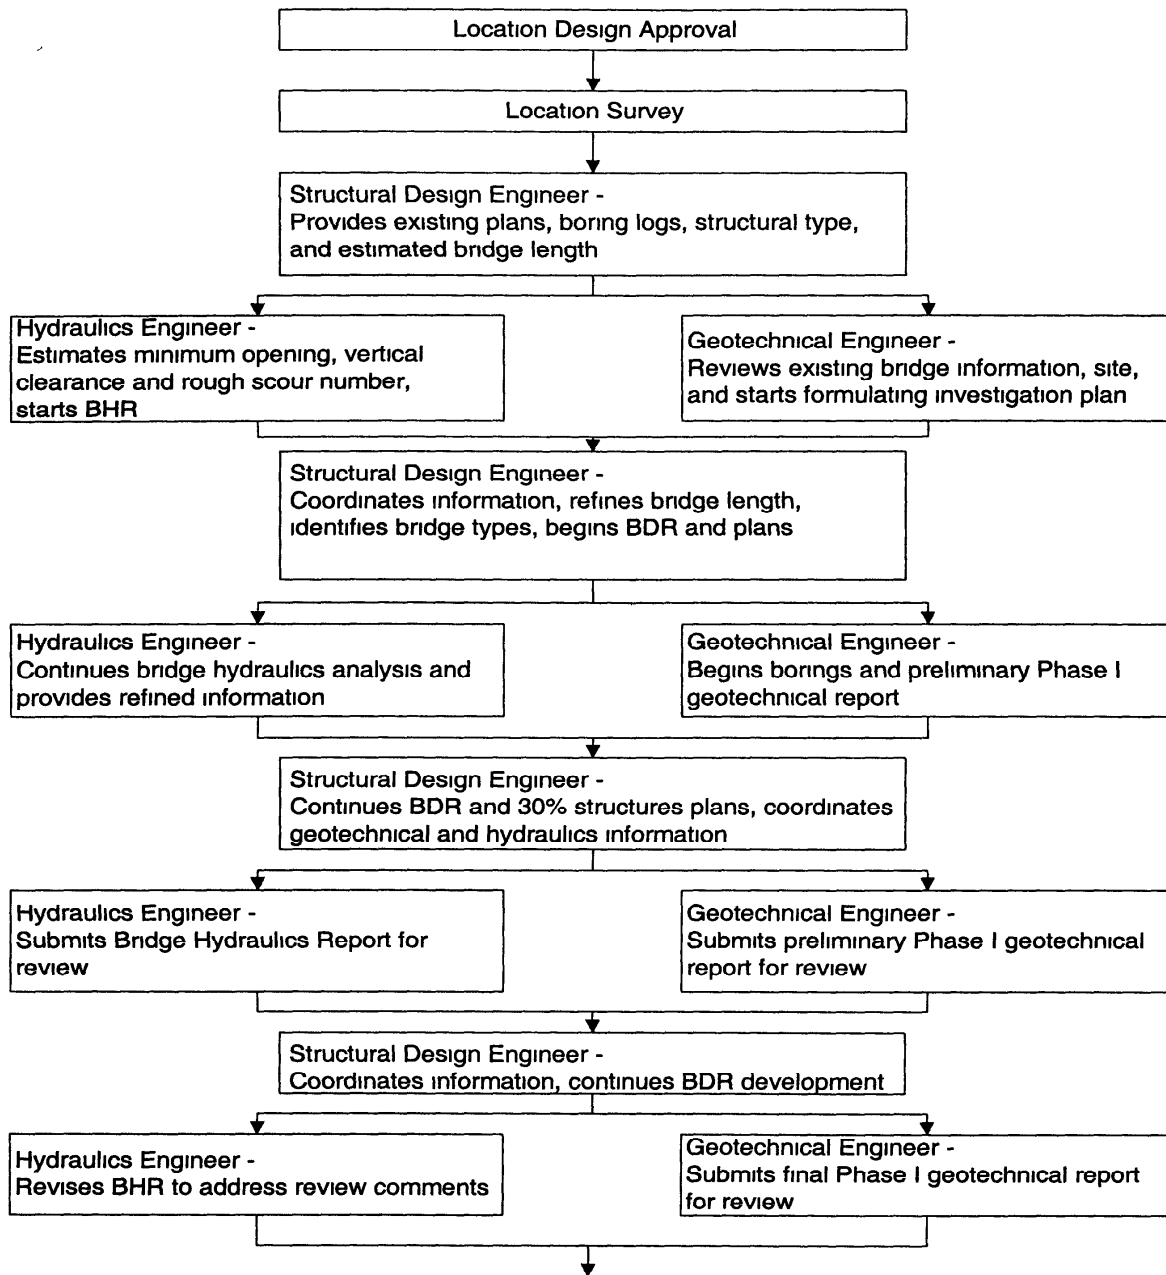 Location Design Approval
Location Survey
Structural Design Engineer -
Provides existing plans, boring logs, structural type,
and estimated bridge length
Hydraulics Engineer -
Estimates minimum opening, vertical
clearance and rough scour number,
starts BHR
Geotechnical Engineer -
Reviews existing bridge information, site,
and starts formulating investigation plan
Structural Design Engineer -
Coordinates information, refines bridge length,
identifies bridge types, begins BDR and plans
Hydraulics Engineer -
Continues bridge hydraulics analysis and
provides refined information
Geotechnical Engineer -
Begins borings and preliminary Phase I
geotechnical report
Structural Design Engineer -
Continues BDR and 30% structures plans, coordinates
geotechnical and hydraulics information
Hydraulics Engineer -
Submits Bridge Hydraulics Report for
review
Geotechnical Engineer -
Submits preliminary Phase I geotechnical
report for review
Structural Design Engineer -
Coordinates information, continues BDR development
Hydraulics Engineer -
Revises BHR to address review comments
Geotechnical Engineer -
Submits final Phase I geotechnical report
for review